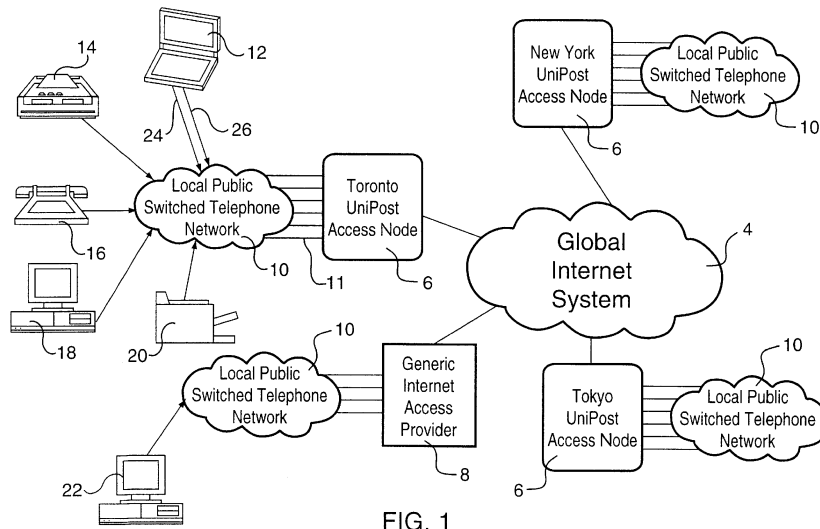 14
12
24
26
Local Public
Switched Telephone
Network
10
11
16
18
20
Toronto
UniPost
Access Node
6
New York
UniPost
Access Node
6
Local Public
Switched Telephone
Network
10
Global
Internet
System
4
10
Local Public
Switched Telephone
Network
Generic
Internet
Access
Provider
8
22
Tokyo
UniPost
Access Node
6
10
Local Public
Switched Telephone
Network
FIG. 1